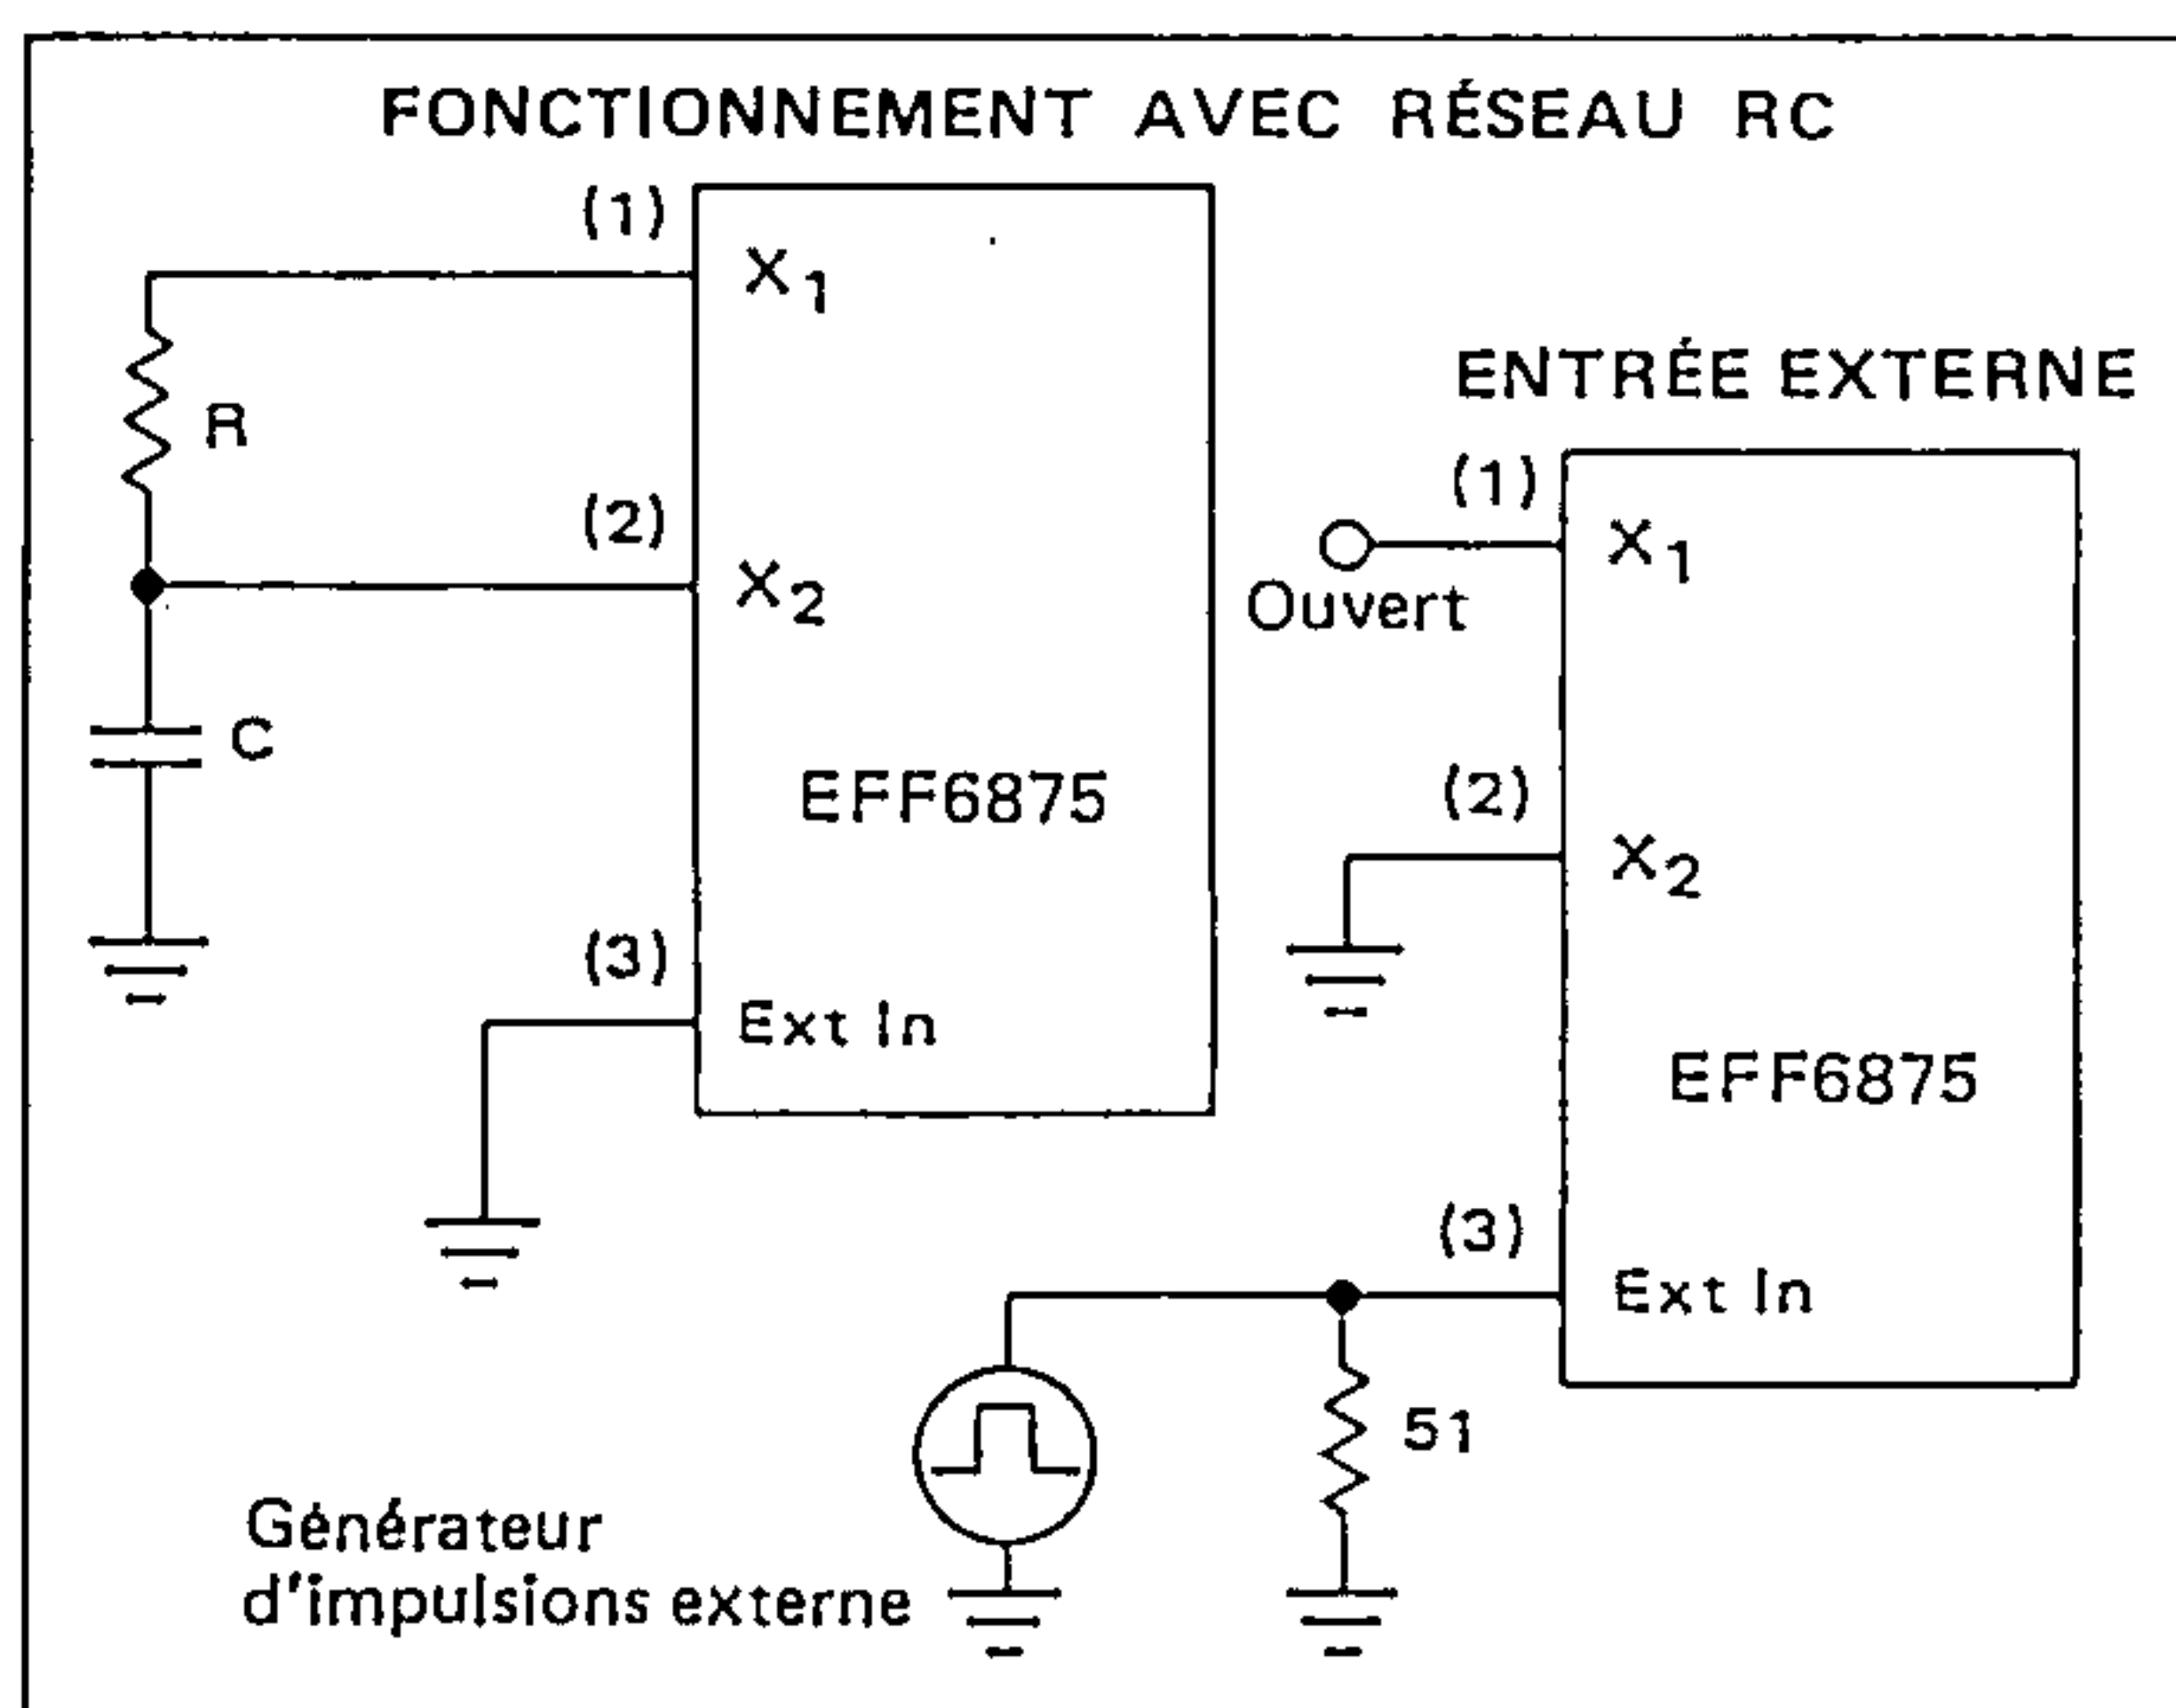 FONCTIONNEMENT AVEC RÉSEAU RC
(1)
X1
R
(2)
X2
C
EFF6875
(3)
Ext In
ENTRÉE EXTERNE
(1)
X1
Ouvert
(2)
X2
EFF6875
(3)
Ext In
51
Générateur
d'impulsions externe